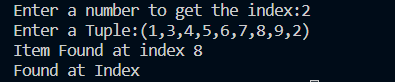 Enter a number to get the index:2
Enter a Tuple:(1,3,4,5,6,7,8,9,2)
Item Found at index 8
Found at Index